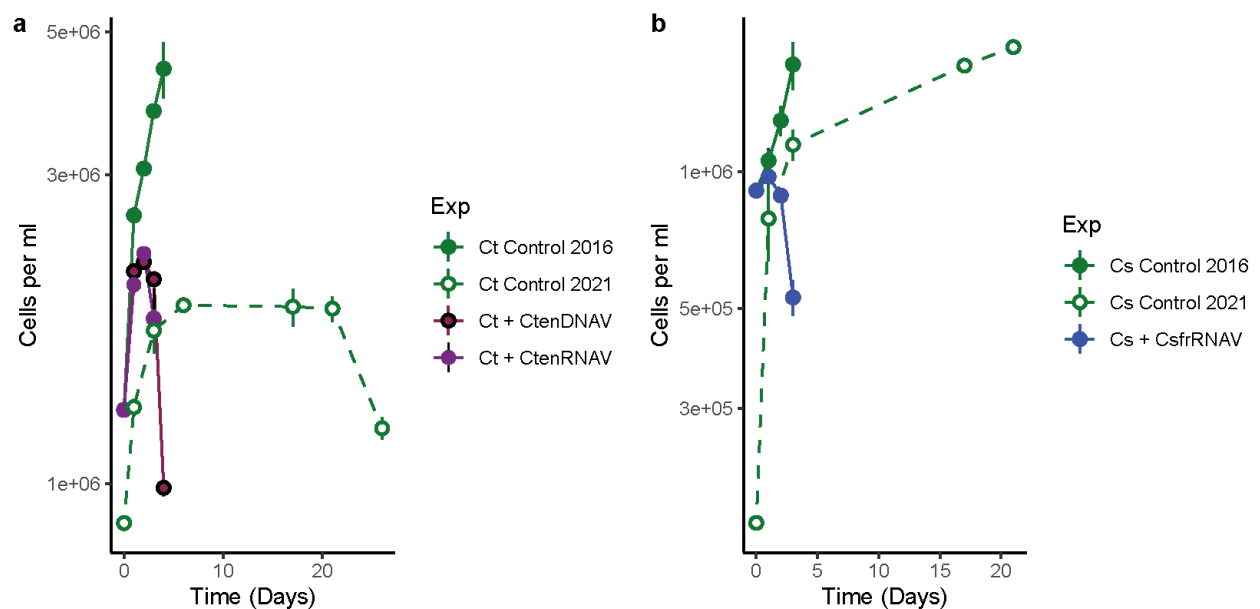 a
5e+06
3e+06
1e+06
Cells per ml
0
10
20
Time (Days)
Exp
Ct Control 2016
Ct Control 2021
Ct + CtenDNAV
Ct + CtenRNAV
b
1e+06
5e+05
3e+05
Cells per ml
0
5
10
15
20
Time (Days)
Exp
Cs Control 2016
Cs Control 2021
Cs + CsfrRNAV